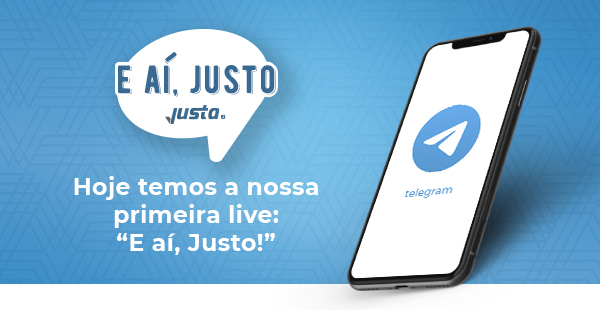 E AÍ, JUSTO
justa.
Hoje temos a nossa
primeira live:
“E aí, Justo!”
telegram